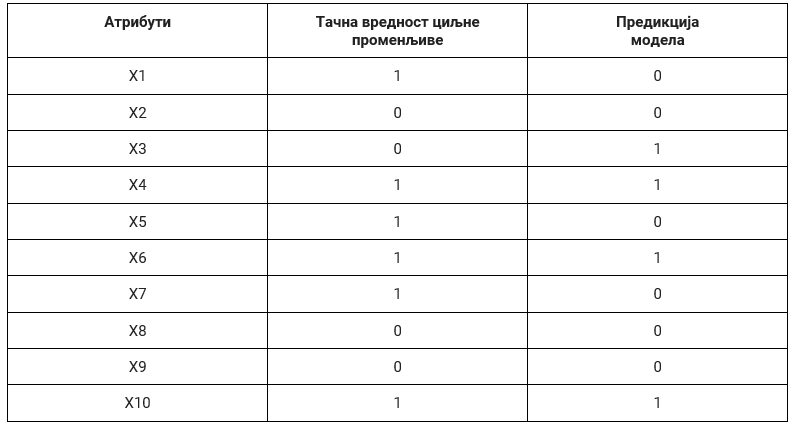 Атрибути Тачна вредност циљне Предикција
променљиве модела
X1 1 0
X2 0 0
X3 0 1
X4 1 1
X5 1 0
X6 1 1
X7 1 0
X8 0 0
X9 0 0
X10 1 1